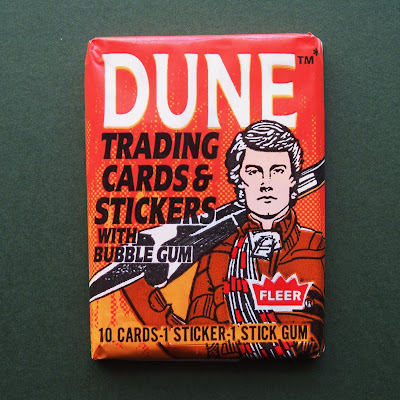 DUNE™*
TRADING
CARDS &
STICKERS
WITH
BUBBLE GUM
FLEER
10 CARDS-1 STICKER-1 STICK GUM